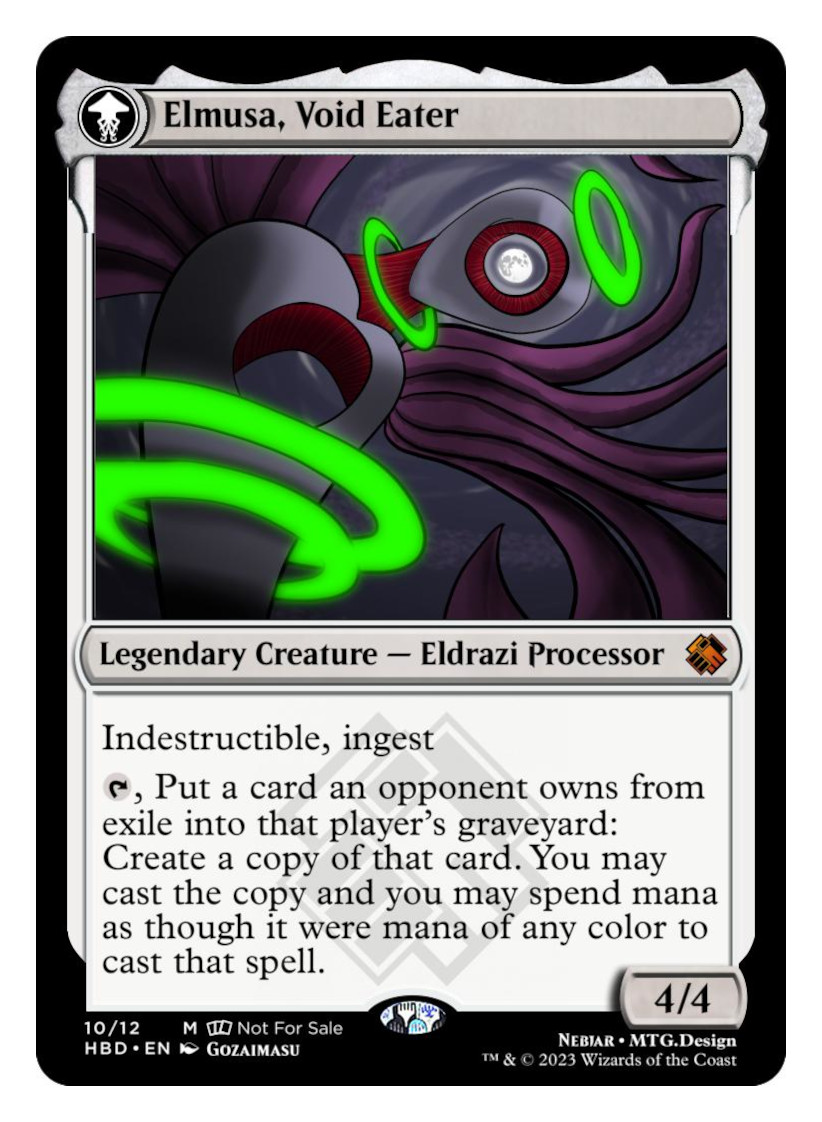 Elmusa, Void Eater
Legendary Creature — Eldrazi Processor
Indestructible, ingest
, Put a card an opponent owns from
exile into that player's graveyard:
Create a copy of that card. You may
cast the copy and you may spend mana
as though it were mana of any color to
cast that spell.
4/4
10/12 M Not For Sale
HBD • EN Gozaimasu
Nebjar • MTG.Design
™ & © 2023 Wizards of the Coast